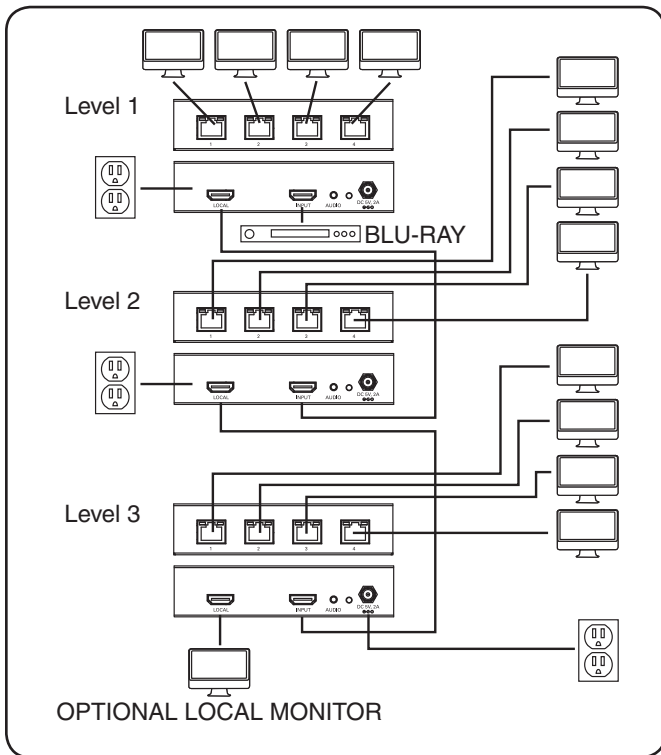 Level 1
1 2 3 4
LOCAL INPUT AUDIO DC 5V, 2A
BLU-RAY
Level 2
1 2 3 4
LOCAL INPUT AUDIO DC 5V, 2A
Level 3
1 2 3 4
LOCAL INPUT AUDIO DC 5V, 2A
OPTIONAL LOCAL MONITOR